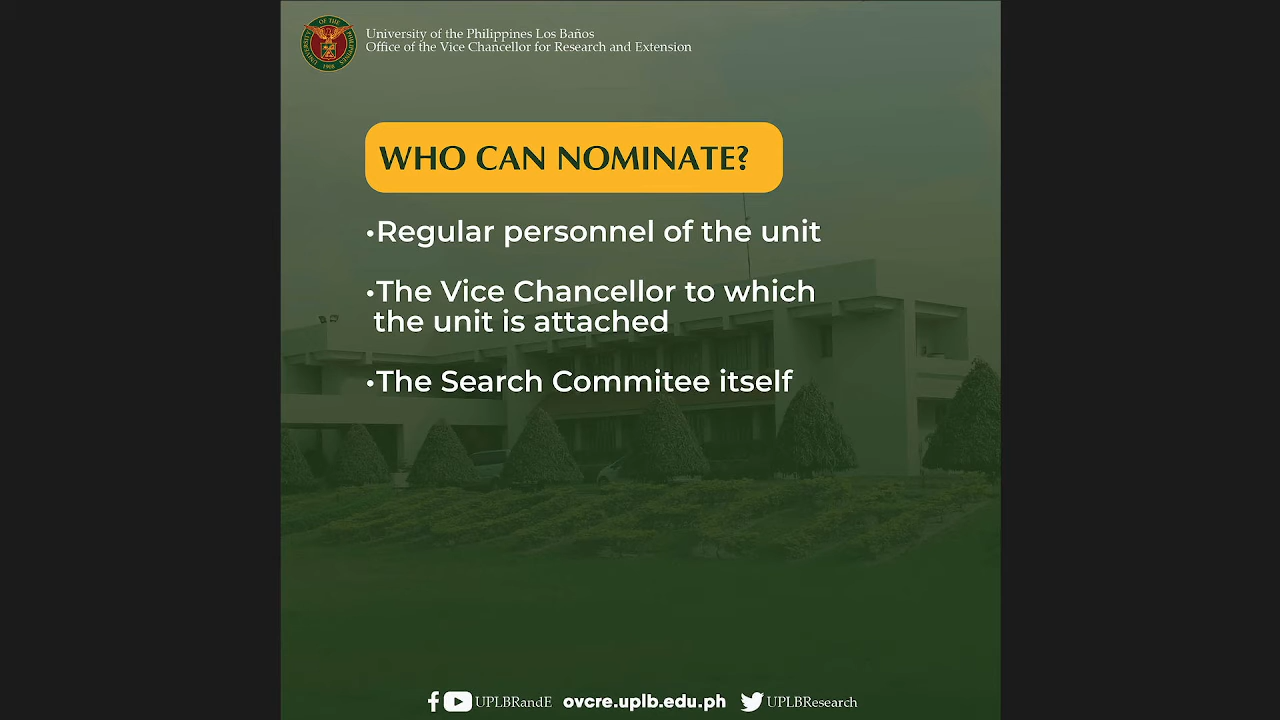 University of the Philippines Los Baños
Office of the Vice Chancellor for Research and Extension
WHO CAN NOMINATE?
•Regular personnel of the unit
•The Vice Chancellor to which
the unit is attached
•The Search Commitee itself
UPLBRandE ovcre.uplb.edu.ph UPLBResearch